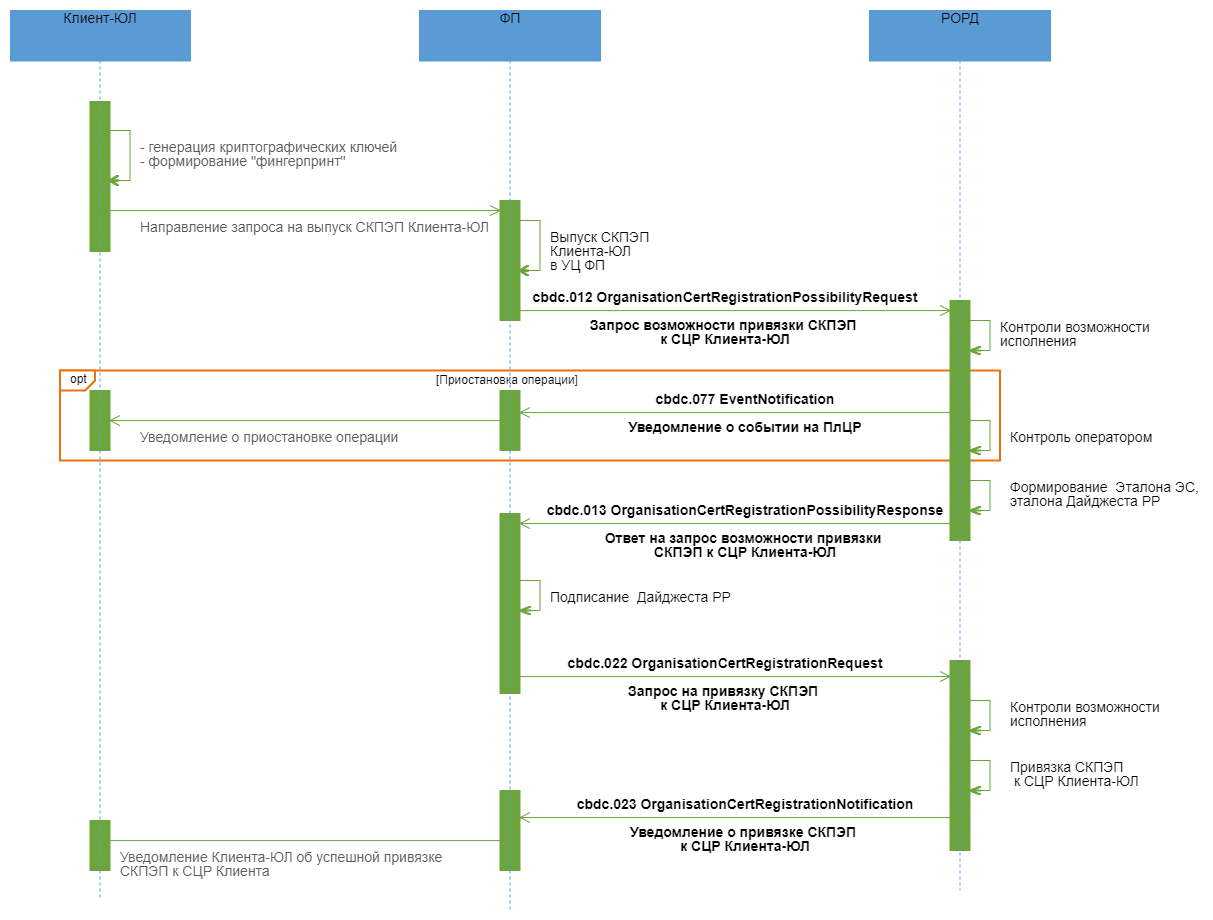 Клиент-ЮЛ
ФП
РОРД
- генерация криптографических ключей
- формирование "фингерпринт"
Направление запроса на выпуск СКПЭП Клиента-ЮЛ
Выпуск СКПЭП
Клиента-ЮЛ
в УЦ ФП
cbdc.012 OrganisationCertRegistrationPossibilityRequest
Запрос возможности привязки СКПЭП
к СЦР Клиента-ЮЛ
Контроли возможности
исполнения
opt
[Приостановка операции]
cbdc.077 EventNotification
Уведомление о приостановке операции
Уведомление о событии на ПлЦР
Контроль оператором
Формирование  Эталона ЭС,
эталона Дайджеста РР
cbdc.013 OrganisationCertRegistrationPossibilityResponse
Ответ на запрос возможности привязки
СКПЭП к СЦР Клиента-ЮЛ
Подписание  Дайджеста РР
cbdc.022 OrganisationCertRegistrationRequest
Запрос на привязку СКПЭП
к СЦР Клиента-ЮЛ
Контроли возможности
исполнения
Привязка СКПЭП
к СЦР Клиента-ЮЛ
cbdc.023 OrganisationCertRegistrationNotification
Уведомление о привязке СКПЭП
к СЦР Клиента-ЮЛ
Уведомление Клиента-ЮЛ об успешной привязке
СКПЭП к СЦР Клиента